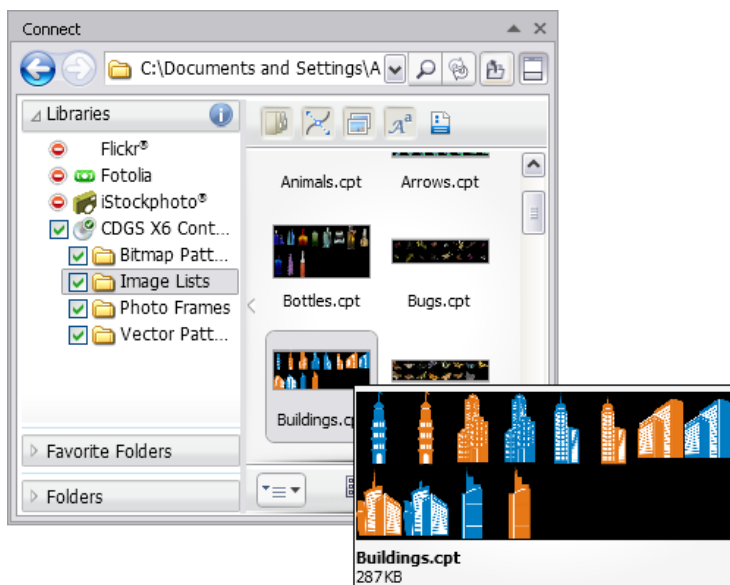 Connect
C:\Documents and Settings\A
Libraries
Flickr®
Fotolia
iStockphoto®
CDGS X6 Cont...
Bitmap Patt...
Image Lists
Photo Frames
Vector Patt...
Favorite Folders
Folders
Animals.cpt
Arrows.cpt
Bottles.cpt
Bugs.cpt
Buildings.cp
Buildings.cpt
287KB